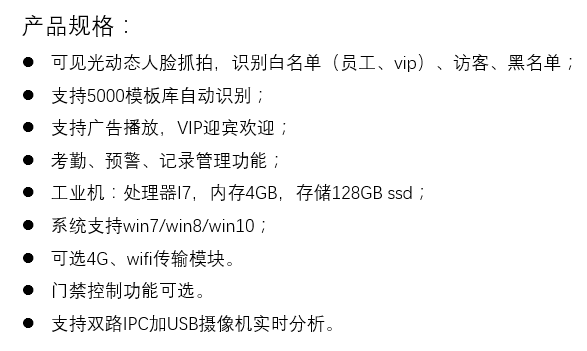 产品规格：
● 可见光动态人脸抓拍，识别白名单（员工、vip）、访客、黑名单；
● 支持5000模板库自动识别；
● 支持广告播放，VIP迎宾欢迎；
● 考勤、预警、记录管理功能；
● 工业机：处理器I7，内存4GB，存储128GB ssd；
● 系统支持win7/win8/win10；
● 可选4G、wifi传输模块。
● 门禁控制功能可选。
● 支持双路IPC加USB摄像机实时分析。